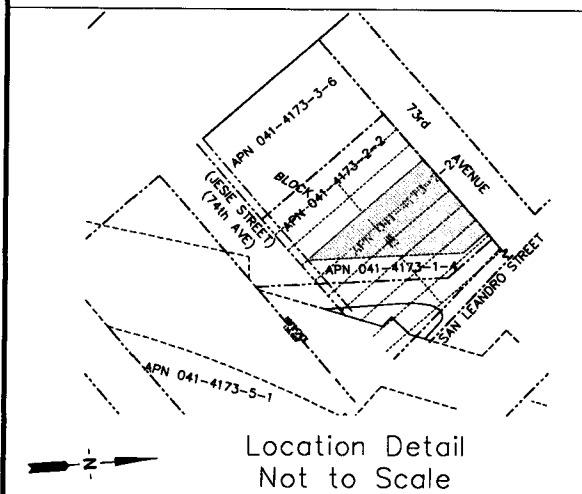 73rd
AVENUE
APN 041-4173-3-6
BLOCK
APN 041-4173-2-2
(JESIE STREET)
(74th AVE)
APN 041-4173-1-4
SAN LEANDRO STREET
APN 041-4173-5-1
N
Location Detail
Not to Scale